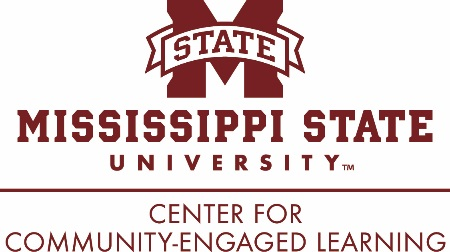 STATE
MISSISSIPPI STATE
UNIVERSITY™
CENTER FOR
COMMUNITY-ENGAGED LEARNING